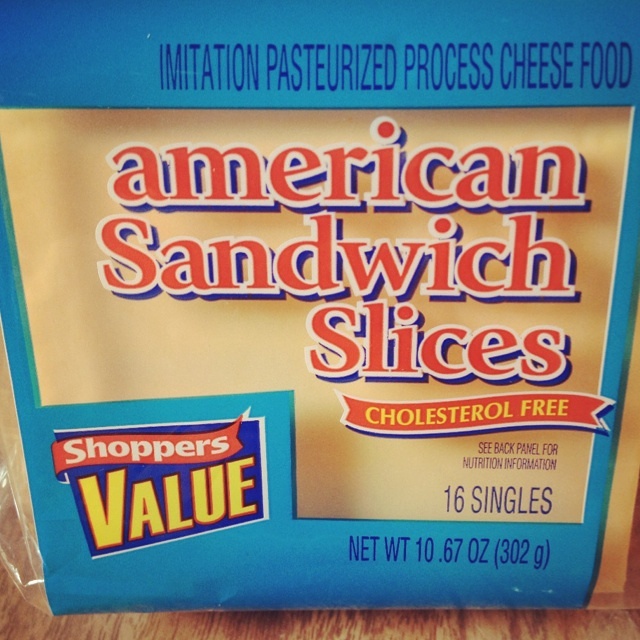 IMITATION PASTEURIZED PROCESS CHEESE FOOD
american
Sandwich
Slices
CHOLESTEROL FREE
SEE BACK PANEL FOR
NUTRITION INFORMATION
16 SINGLES
Shoppers
VALUE
NET WT 10.67 OZ (302 g)